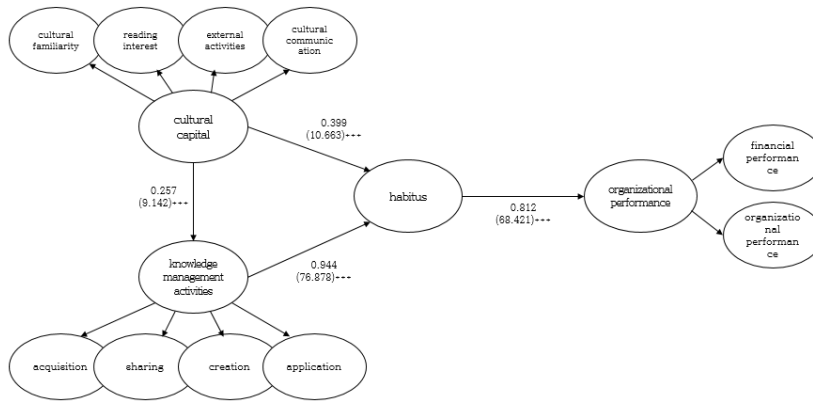 cultural
familiarity
reading
interest
external
activities
cultural
communic
ation
cultural
capital
0.399
(10.663)+++
0.257
(9.142)+++
habitus
0.812
(68.421)+++
organizational
performance
financial
performan
ce
organizatio
nal
performan
ce
knowledge
management
activities
0.944
(76.878)+++
acquisition
sharing
creation
application